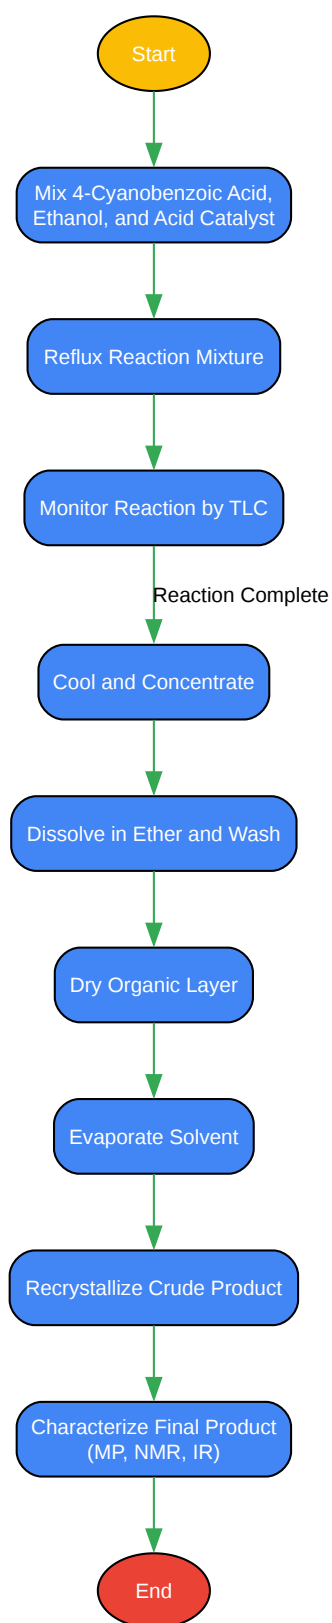 Start
Mix 4-Cyanobenzoic Acid,
Ethanol, and Acid Catalyst
Reflux Reaction Mixture
Monitor Reaction by TLC
Reaction Complete
Cool and Concentrate
Dissolve in Ether and Wash
Dry Organic Layer
Evaporate Solvent
Recrystallize Crude Product
Characterize Final Product
(MP, NMR, IR)
End